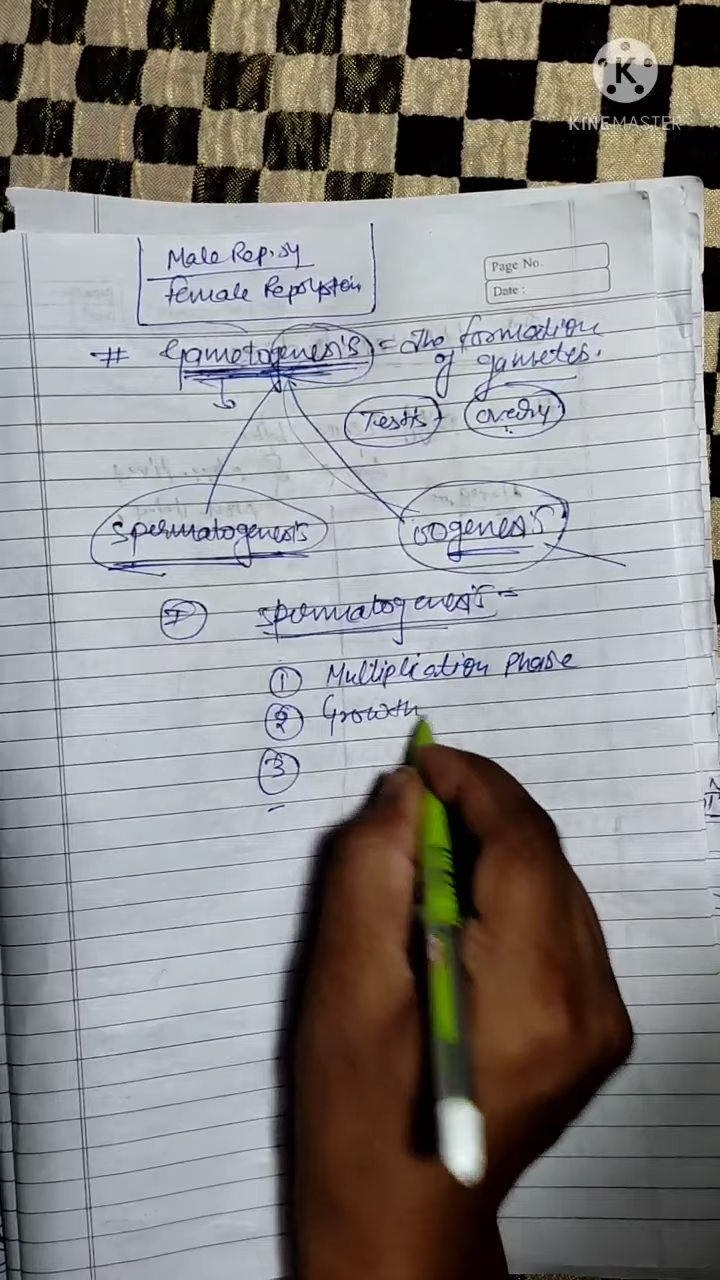 KINEMASTER
Male Rep. sy
Female Rep system
Page No.
Date :
# Gametogenesis = The formation
of gametes.
Testis ovary
spermatogenesis
oogenesis
I spermatogenesis -
1 Multiplication Phase
2 Growth
3